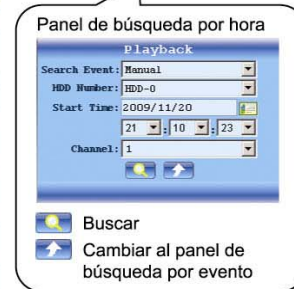 Panel de búsqueda por hora
Playback
Search Event: Manual
HDD Number: HDD-0
Start Time: 2009/11/20
21 : 10 : 23
Channel: 1
Buscar
Cambiar al panel de
búsqueda por evento